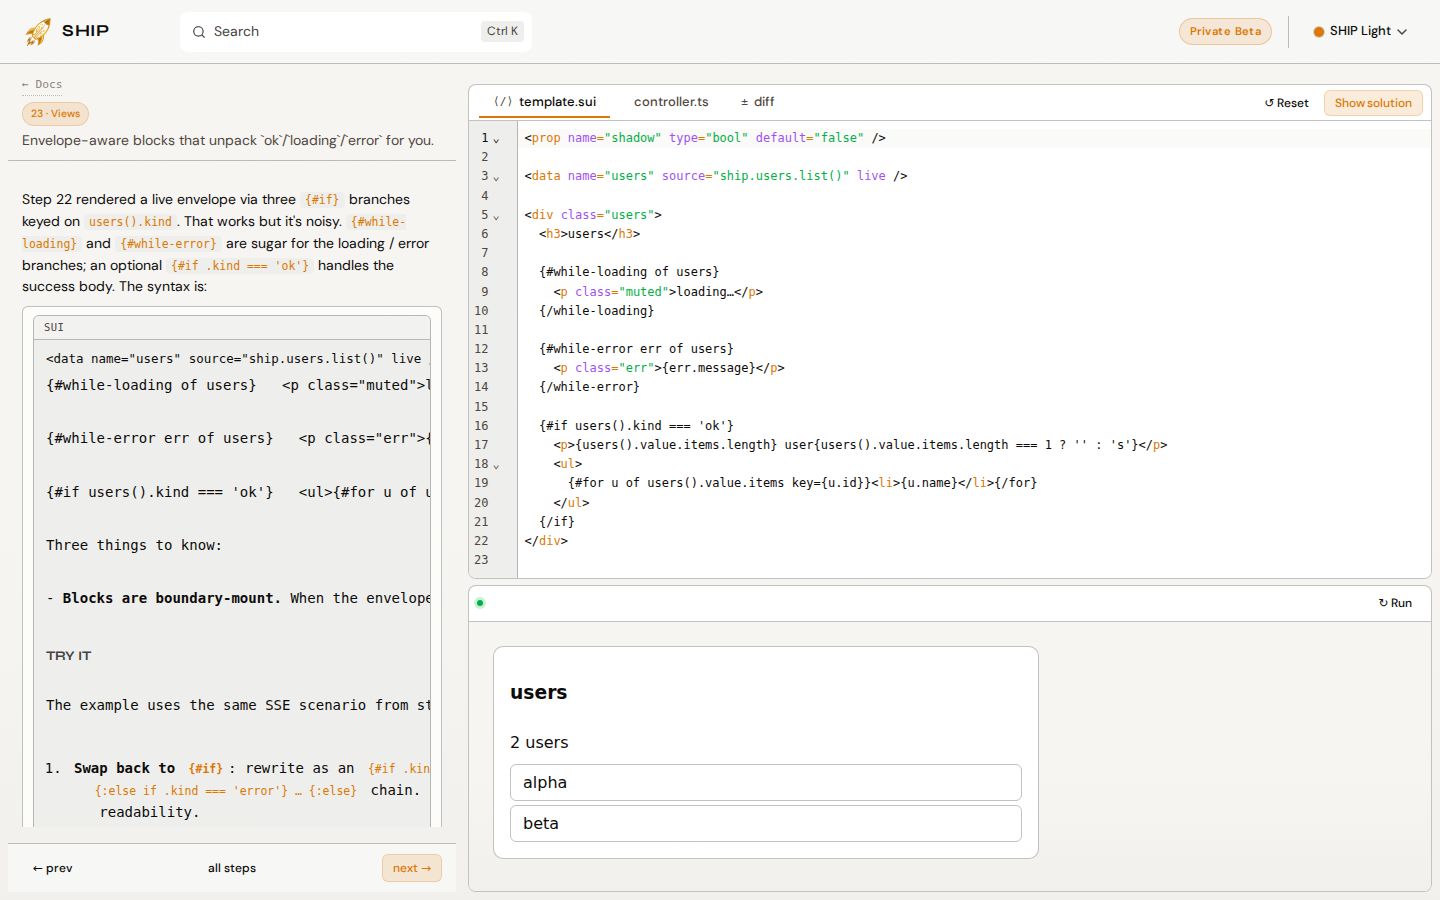 SHIP
Search
Ctrl K
Private Beta
SHIP Light
← Docs
23 · Views
Envelope-aware blocks that unpack `ok`/`loading`/`error` for you.
Step 22 rendered a live envelope via three {#if} branches
keyed on users().kind. That works but it's noisy. {#while-
loading} and {#while-error} are sugar for the loading / error
branches; an optional {#if .kind === 'ok'} handles the
success body. The syntax is:
SUI
<data name="users" source="ship.users.list()" live
{#while-loading of users}   <p class="muted">l
{#while-error err of users}   <p class="err">{
{#if users().kind === 'ok'}   <ul>{#for u of u
Three things to know:
- Blocks are boundary-mount. When the envelope
TRY IT
The example uses the same SSE scenario from st
1. Swap back to {#if}: rewrite as an {#if .kin
{:else if .kind === 'error'} … {:else} chain.
readability.
← prev
all steps
next →
⟨/⟩ template.sui
controller.ts
± diff
↺ Reset
Show solution
1 <prop name="shadow" type="bool" default="false" />
2
3 <data name="users" source="ship.users.list()" live />
4
5 <div class="users">
6   <h3>users</h3>
7
8   {#while-loading of users}
9     <p class="muted">loading…</p>
10   {/while-loading}
11
12   {#while-error err of users}
13     <p class="err">{err.message}</p>
14   {/while-error}
15
16   {#if users().kind === 'ok'}
17     <p>{users().value.items.length} user{users().value.items.length === 1 ? '' : 's'}</p>
18     <ul>
19       {#for u of users().value.items key={u.id}}<li>{u.name}</li>{/for}
20     </ul>
21   {/if}
22 </div>
23
↻ Run
users
2 users
alpha
beta